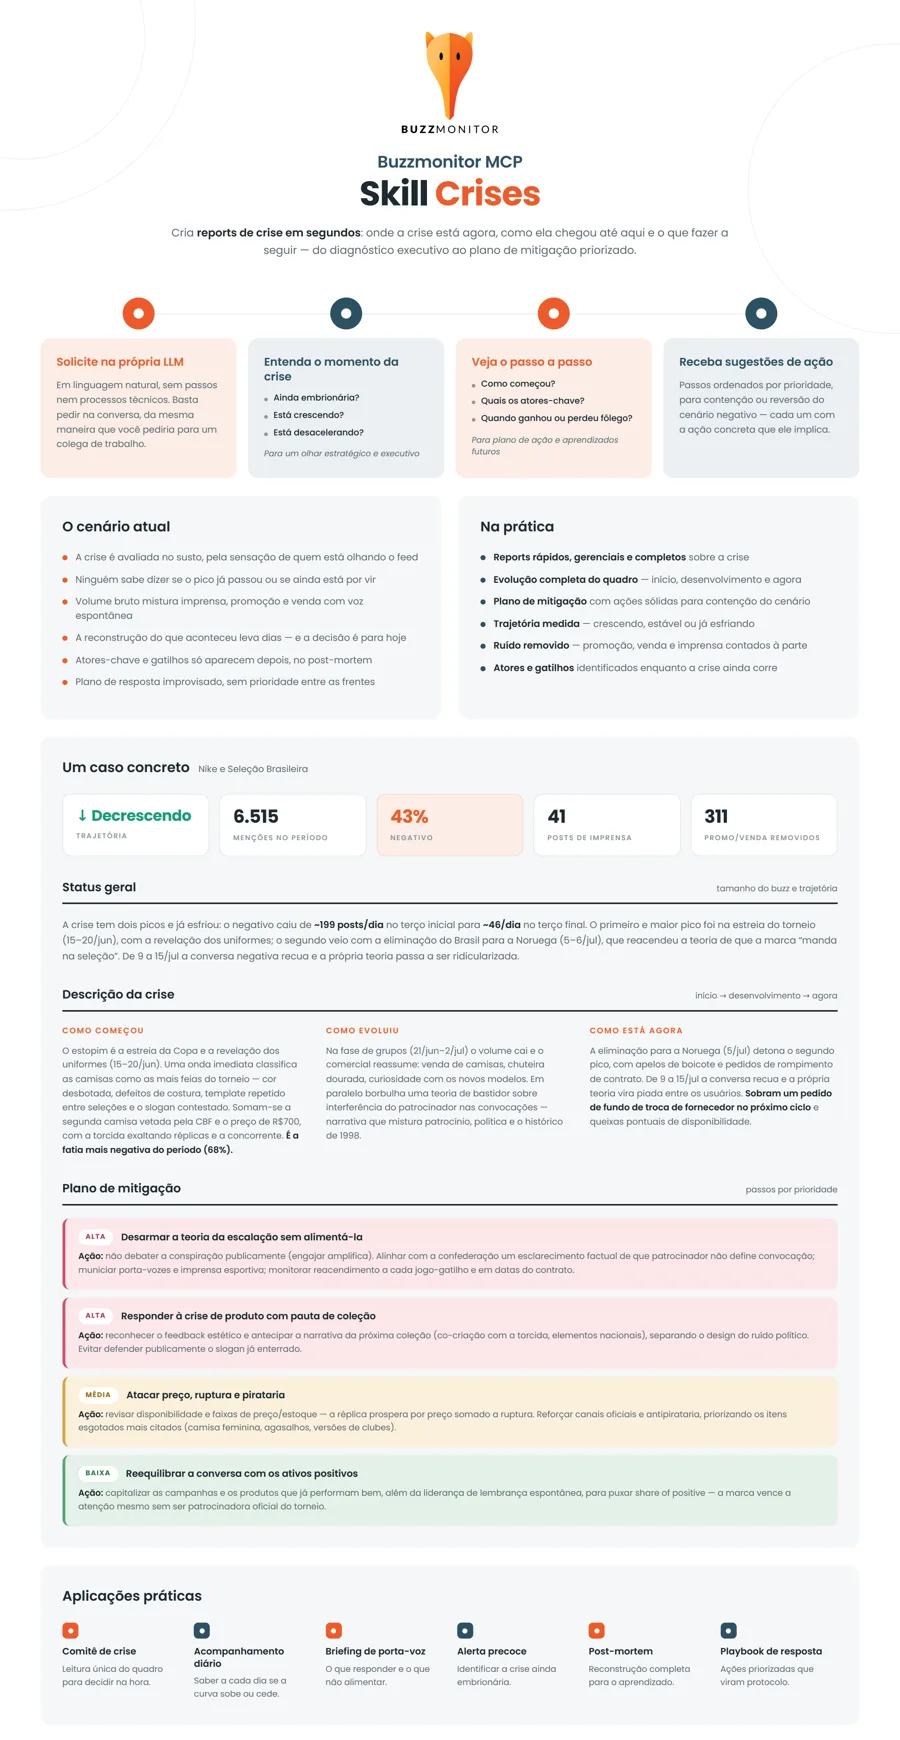 BUZZMONITOR
Buzzmonitor MCP
Skill Crises
Cria reports de crise em segundos: onde a crise está agora, como ela chegou até aqui e o que fazer a
seguir — do diagnóstico executivo ao plano de mitigação priorizado.
Solicite na própria LLM
Em linguagem natural, sem passos
nem processos técnicos. Basta
pedir na conversa, da mesma
maneira que você pediria para um
colega de trabalho.
Entenda o momento da
crise
Ainda embrionária?
Está crescendo?
Está desacelerando?
Para um olhar estratégico e executivo
Veja o passo a passo
Como começou?
Quais os atores-chave?
Quando ganhou ou perdeu fôlego?
Para plano de ação e aprendizados
futuros
Receba sugestões de ação
Passos ordenados por prioridade,
para contenção ou reversão do
cenário negativo — cada um com
a ação concreta que ele implica.
O cenário atual
A crise é avaliada no susto, pela sensação de quem está olhando o feed
Ninguém sabe dizer se o pico já passou ou se ainda está por vir
Volume bruto mistura imprensa, promoção e venda com voz
espontânea
A reconstrução do que aconteceu leva dias — e a decisão é para hoje
Atores-chave e gatilhos só aparecem depois, no post-mortem
Plano de resposta improvisado, sem prioridade entre as frentes
Na prática
Reports rápidos, gerenciais e completos sobre a crise
Evolução completa do quadro — início, desenvolvimento e agora
Plano de mitigação com ações sólidas para contenção do cenário
Trajetória medida — crescendo, estável ou já esfriando
Ruído removido — promoção, venda e imprensa contados à parte
Atores e gatilhos identificados enquanto a crise ainda corre
Um caso concreto Nike e Seleção Brasileira
↓ Decrescendo
TRAJETÓRIA
6.515
MENÇÕES NO PERÍODO
43%
NEGATIVO
41
POSTS DE IMPRENSA
311
PROMO/VENDA REMOVIDOS
Status geral
tamanho do buzz e trajetória
A crise tem dois picos e já esfriou: o negativo caiu de ~199 posts/dia no terço inicial para ~46/dia no terço final. O primeiro e maior pico foi na estreia do torneio
(15–20/jun), com a revelação dos uniformes; o segundo veio com a eliminação do Brasil para a Noruega (5–6/jul), que reacendeu a teoria de que a marca “manda
na seleção”. De 9 a 15/jul a conversa negativa recua e a própria teoria passa a ser ridicularizada.
Descrição da crise
início → desenvolvimento → agora
COMO COMEÇOU
O estopim é a estreia da Copa e a revelação dos
uniformes (15–20/jun). Uma onda imediata classifica
as camisas como as mais feias do torneio — cor
desbotada, defeitos de costura, template repetido
entre seleções e o slogan contestado. Somam-se a
segunda camisa vetada pela CBF e o preço de R$700,
com a torcida exaltando réplicas e a concorrente. É a
fatia mais negativa do período (68%).
COMO EVOLUIU
Na fase de grupos (21/jun–2/jul) o volume cai e o
comercial reassume: venda de camisas, chuteira
dourada, curiosidade com os novos modelos. Em
paralelo borbulha uma teoria de bastidor sobre
interferência do patrocinador nas convocações —
narrativa que mistura patrocínio, política e o histórico
de 1998.
COMO ESTÁ AGORA
A eliminação para a Noruega (5/jul) detona o segundo
pico, com apelos de boicote e pedidos de rompimento
de contrato. De 9 a 15/jul a conversa recua e a própria
teoria vira piada entre os usuários. Sobram um pedido
de fundo de troca de fornecedor no próximo ciclo e
queixas pontuais de disponibilidade.
Plano de mitigação
passos por prioridade
ALTA Desarmar a teoria da escalação sem alimentá-la
Ação: não debater a conspiração publicamente (engajar amplifica). Alinhar com a confederação um esclarecimento factual de que patrocinador não define convocação;
municiar porta-vozes e imprensa esportiva; monitorar reacendimento a cada jogo-gatilho e em datas do contrato.
ALTA Responder à crise de produto com pauta de coleção
Ação: reconhecer o feedback estético e antecipar a narrativa da próxima coleção (co-criação com a torcida, elementos nacionais), separando o design do ruído político.
Evitar defender publicamente o slogan já enterrado.
MÉDIA Atacar preço, ruptura e pirataria
Ação: revisar disponibilidade e faixas de preço/estoque — a réplica prospera por preço somado a ruptura. Reforçar canais oficiais e antipirataria, priorizando os itens
esgotados mais citados (camisa feminina, agasalhos, versões de clubes).
BAIXA Reequilibrar a conversa com os ativos positivos
Ação: capitalizar as campanhas e os produtos que já performam bem, além da liderança de lembrança espontânea, para puxar share of positive — a marca vence a
atenção mesmo sem ser patrocinadora oficial do torneio.
Aplicações práticas
Comitê de crise
Leitura única do quadro
para decidir na hora.
Acompanhamento
diário
Saber a cada dia se a
curva sobe ou cede.
Briefing de porta-voz
O que responder e o que
não alimentar.
Alerta precoce
Identificar a crise ainda
embrionária.
Post-mortem
Reconstrução completa
para o aprendizado.
Playbook de resposta
Ações priorizadas que
viram protocolo.